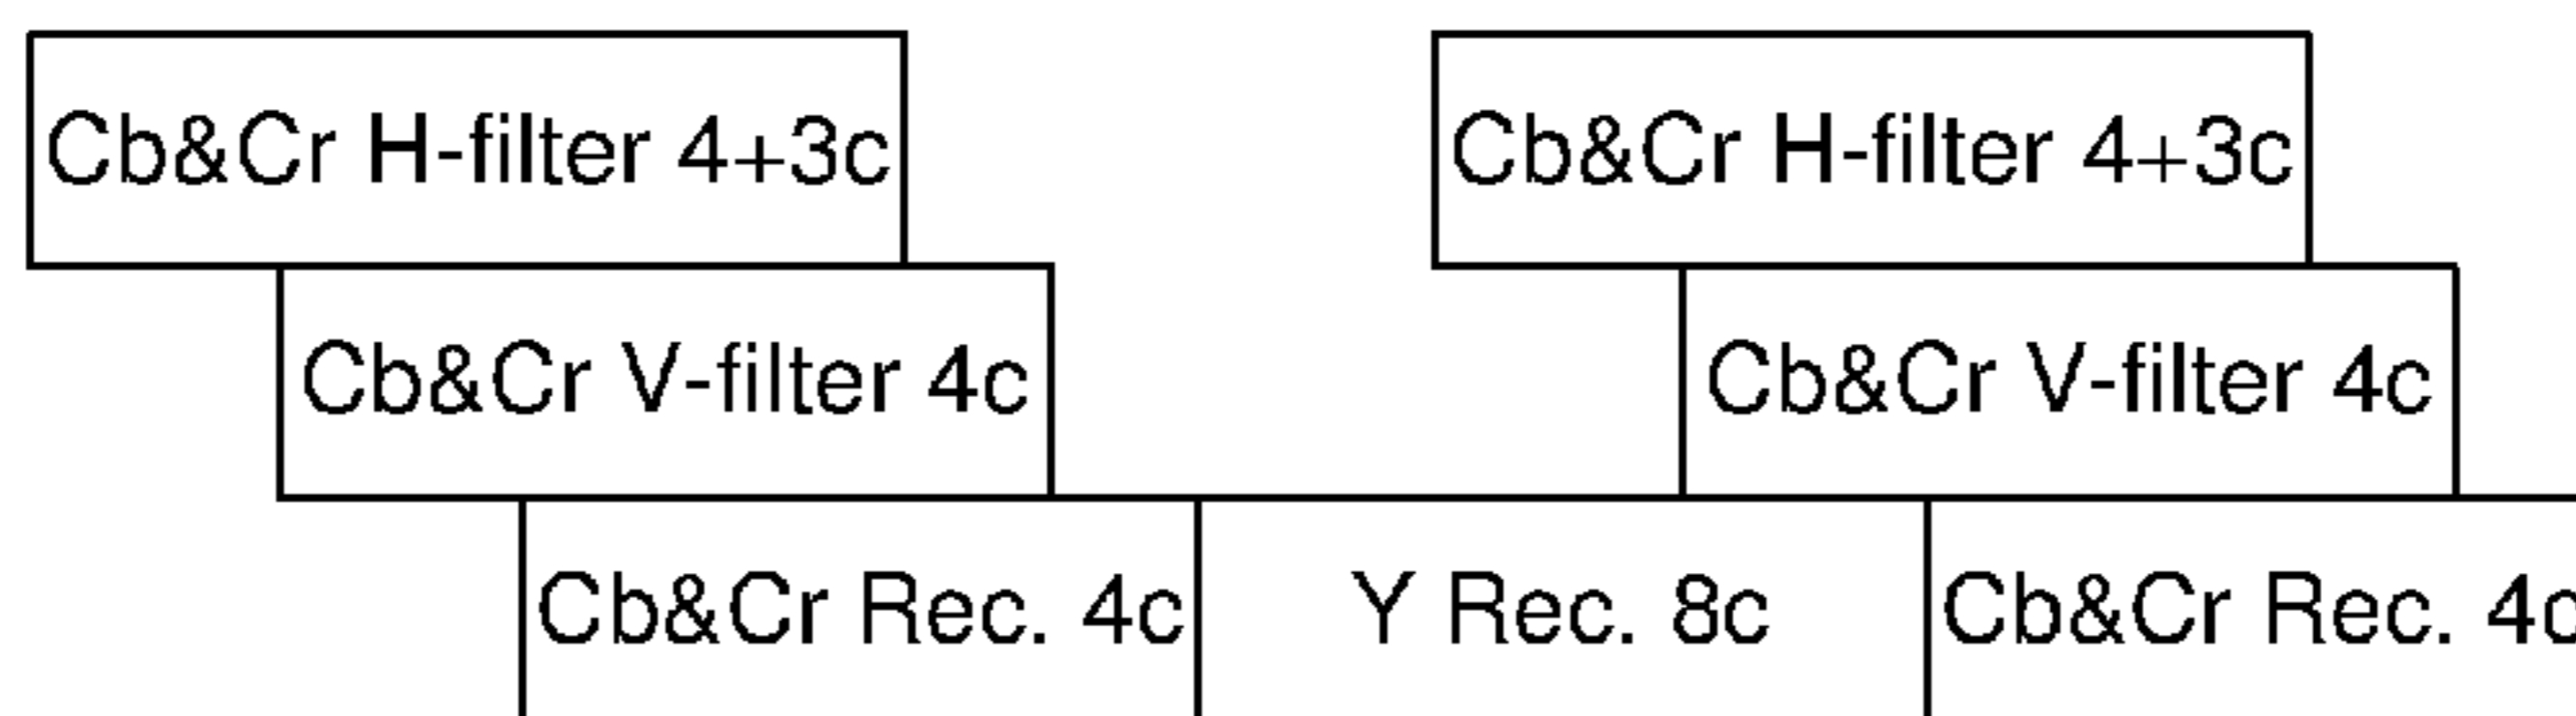 Cb&Cr H-filter 4+3c Cb&Cr H-filter 4+3c
Cb&Cr V-filter 4c Cb&Cr V-filter 4c
Cb&Cr Rec. 4c Y Rec. 8c Cb&Cr Rec. 4c